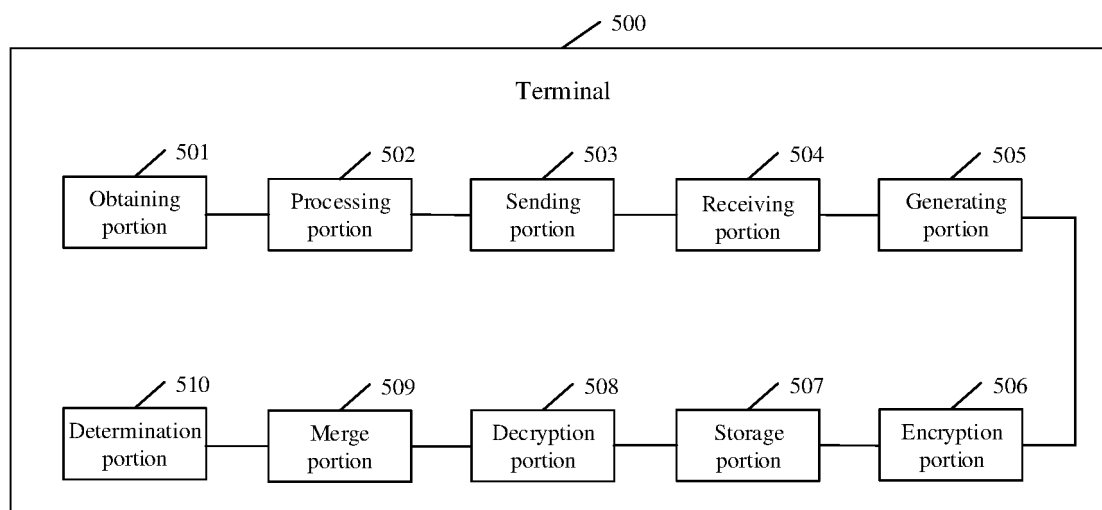 500
Terminal
501
502
503
504
505
Obtaining
portion
Processing
portion
Sending
portion
Receiving
portion
Generating
portion
510
509
508
507
506
Determination
portion
Merge
portion
Decryption
portion
Storage
portion
Encryption
portion